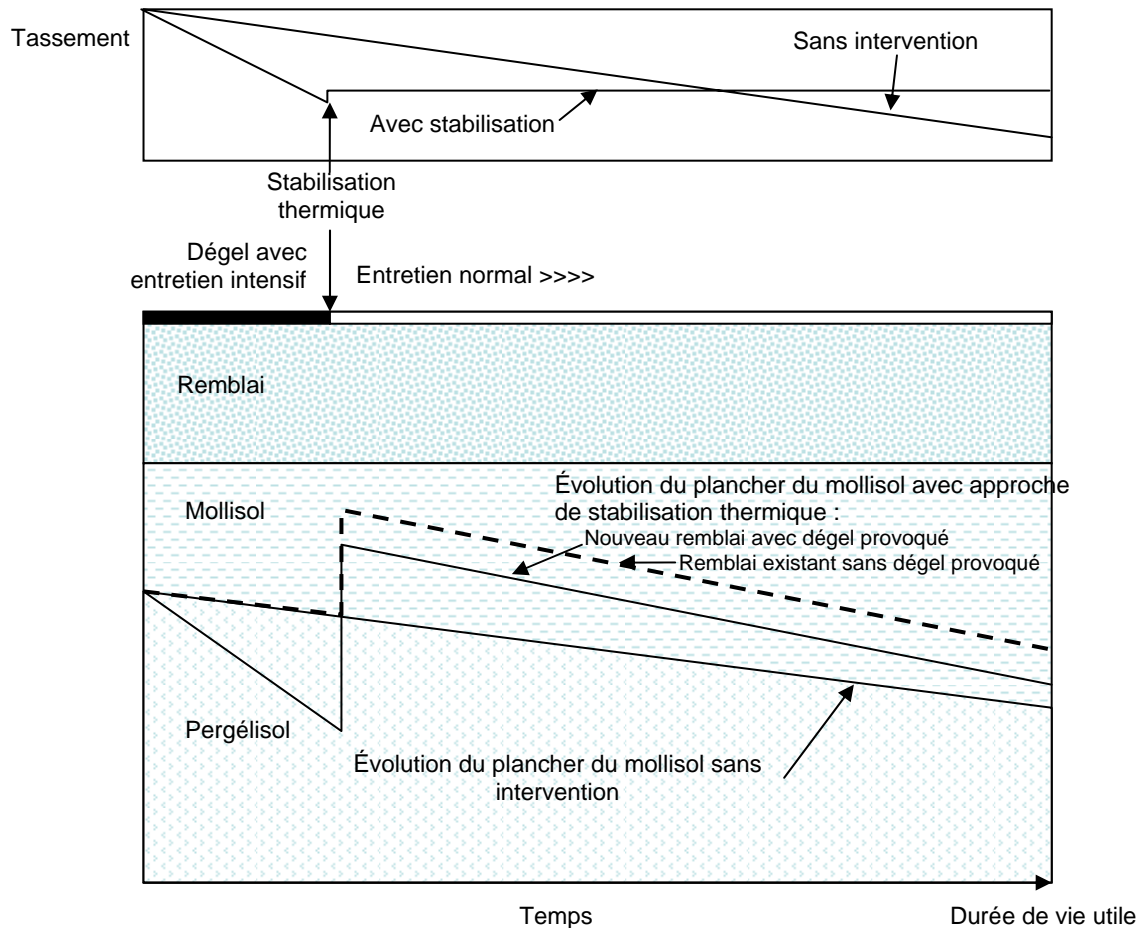 Tassement
Sans intervention
Avec stabilisation
Stabilisation
thermique
Dégel avec
entretien intensif
Entretien normal >>>>
Remblai
Mollisol
Évolution du plancher du mollisol avec approche
de stabilisation thermique :
Nouveau remblai avec dégel provoqué
Remblai existant sans dégel provoqué
Pergélisol
Évolution du plancher du mollisol sans
intervention
Temps
Durée de vie utile